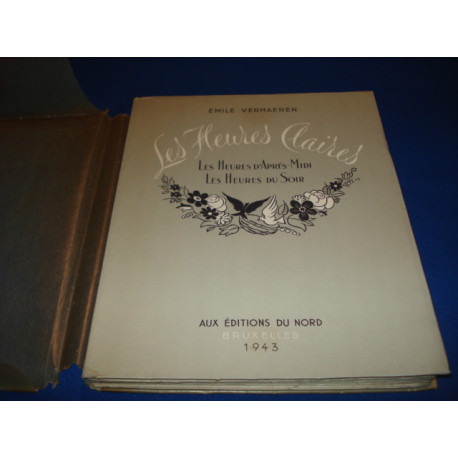 EMILE VERHAEREN
Les Heures Claires
LES HEURES D'APRÈS-MIDI
LES HEURES DU SOIR
AUX ÉDITIONS DU NORD
BRUXELLES
1943